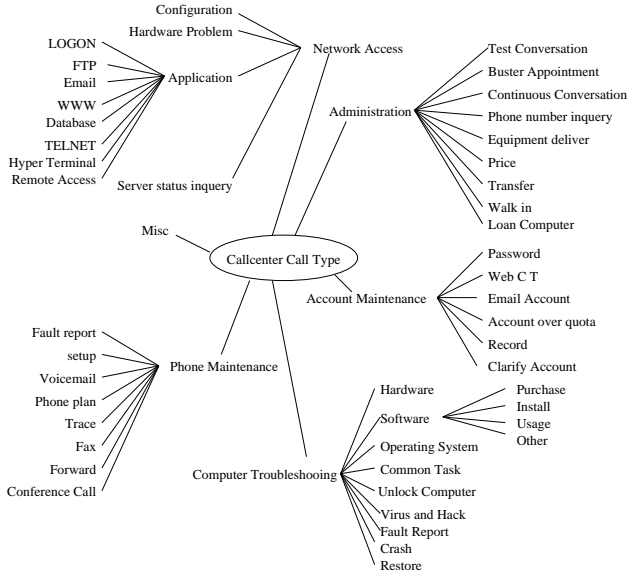 Configuration
Hardware Problem
Network Access
LOGON
FTP
Email
WWW
Database
TELNET
Hyper Terminal
Remote Access
Application
Server status inquery
Administration
Test Conversation
Buster Appointment
Continuous Conversation
Phone number inquery
Equipment deliver
Price
Transfer
Walk in
Loan Computer
Misc
Callcenter Call Type
Account Maintenance
Password
Web C T
Email Account
Account over quota
Record
Clarify Account
Fault report
setup
Voicemail
Phone plan
Trace
Fax
Forward
Conference Call
Phone Maintenance
Computer Troubleshooing
Hardware
Software
Purchase
Install
Usage
Other
Operating System
Common Task
Unlock Computer
Virus and Hack
Fault Report
Crash
Restore